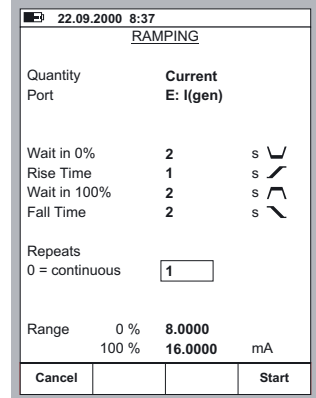 22.09.2000 8:37
RAMPING
Quantity Current
Port E: I(gen)
Wait in 0% 2 s
Rise Time 1 s
Wait in 100% 2 s
Fall Time 2 s
Repeats
0 = continuous 1
Range 0 % 8.0000
100 % 16.0000 mA
Cancel Start